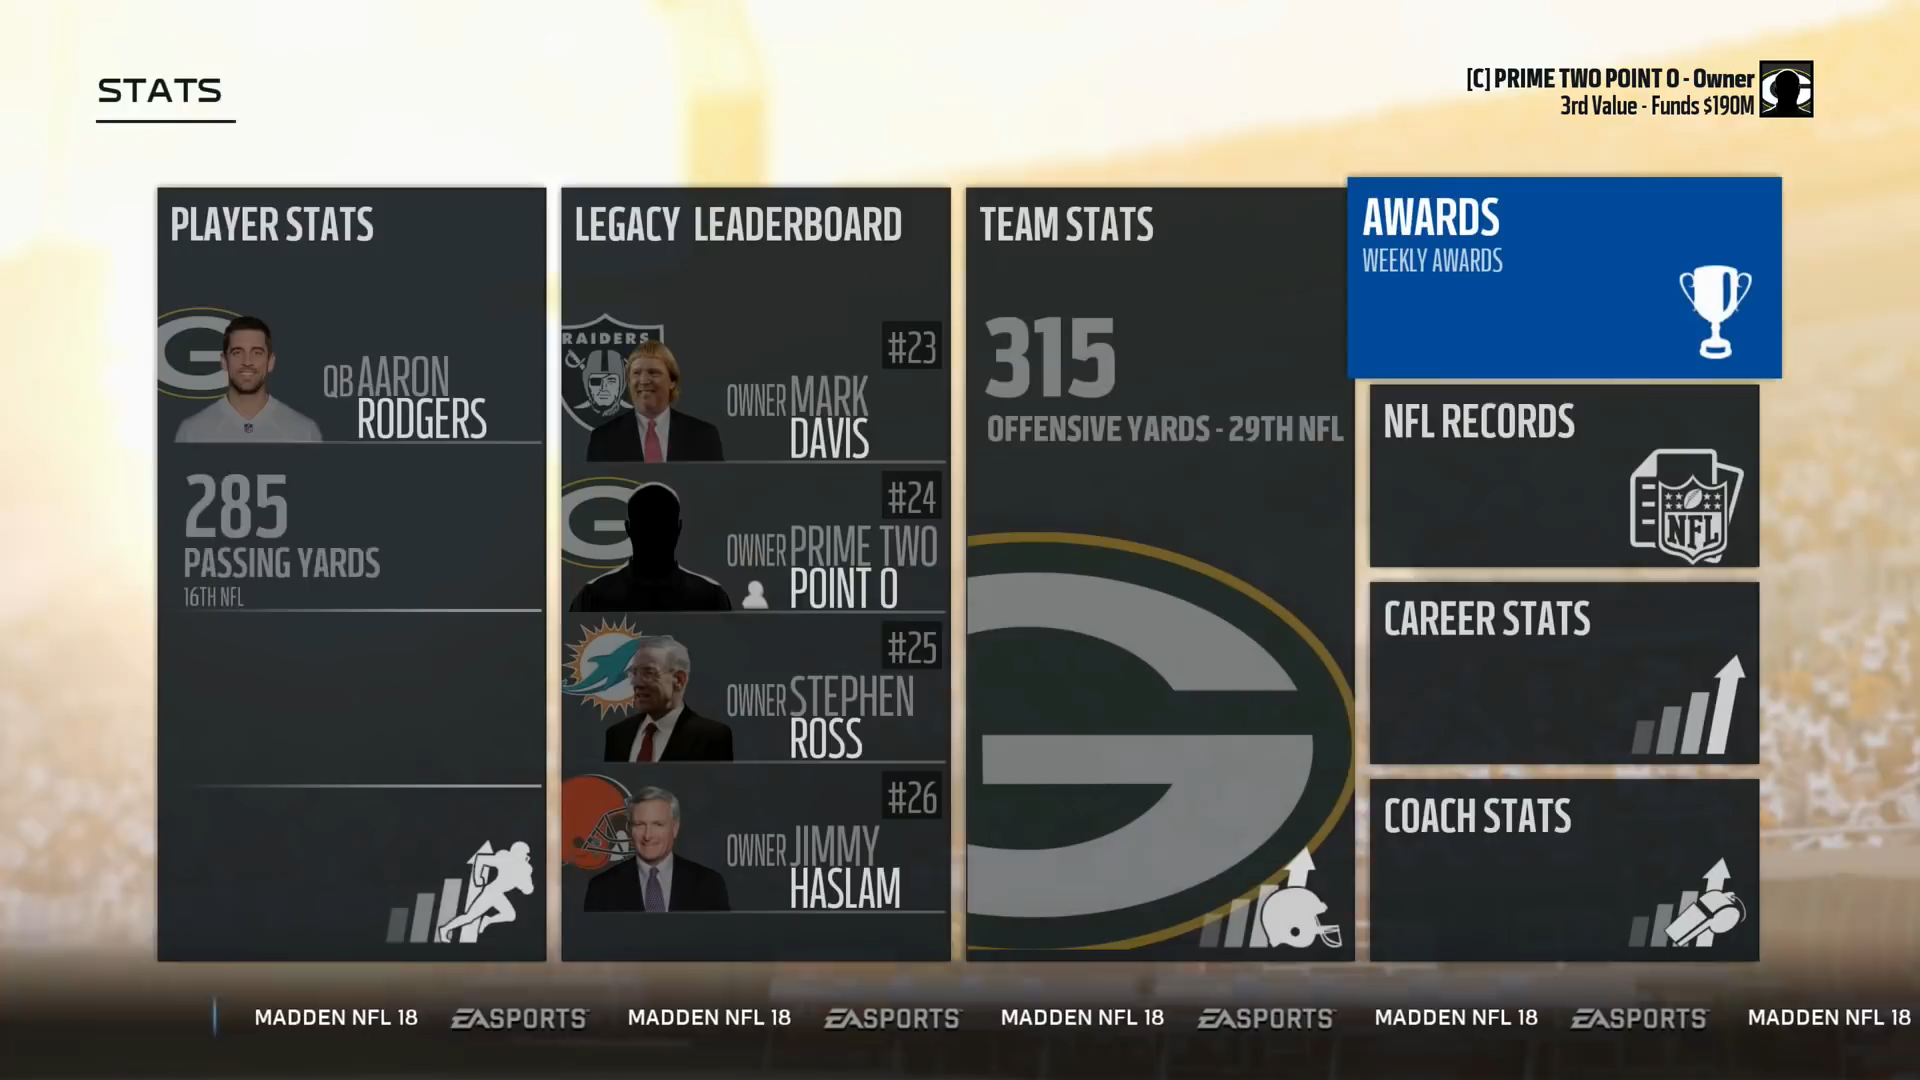 STATS
[C] PRIME TWO POINT O - Owner
3rd Value - Funds $190M
PLAYER STATS
QB AARON
RODGERS
285
PASSING YARDS
16TH NFL
LEGACY LEADERBOARD
RAIDERS
#23
OWNER MARK
DAVIS
#24
OWNER PRIME TWO
POINT O
#25
OWNER STEPHEN
ROSS
#26
OWNER JIMMY
HASLAM
TEAM STATS
315
OFFENSIVE YARDS - 29TH NFL
AWARDS
WEEKLY AWARDS
NFL RECORDS
NFL
CAREER STATS
COACH STATS
MADDEN NFL 18 EA SPORTS MADDEN NFL 18 EA SPORTS MADDEN NFL 18 EA SPORTS MADDEN NFL 18 EA SPORTS MADDEN NFL 18